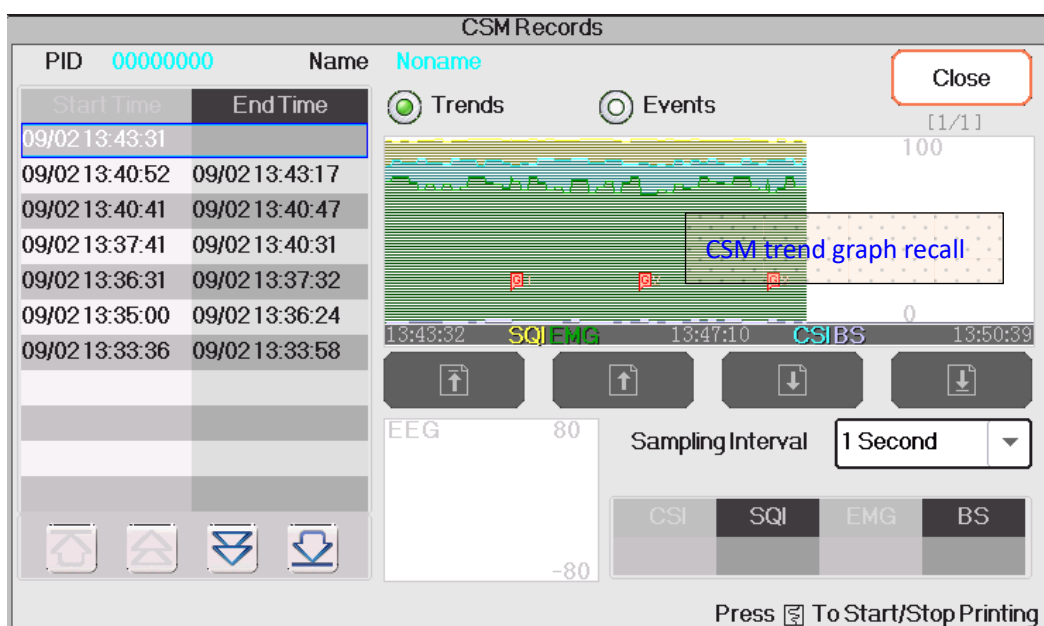 CSM Records
PID 00000000 Name Noname
Close
Start Time End Time
Trends Events
[1/1]
09/02 13:43:31
09/02 13:40:52 09/02 13:43:17
09/02 13:40:41 09/02 13:40:47
09/02 13:37:41 09/02 13:40:31
09/02 13:36:31 09/02 13:37:32
09/02 13:35:00 09/02 13:36:24
09/02 13:33:36 09/02 13:33:58
100
CSM trend graph recall
0
13:43:32 SQI EMG 13:47:10 CSI BS 13:50:39
EEG 80
-80
Sampling Interval 1 Second
CSI SQI EMG BS
Press To Start/Stop Printing